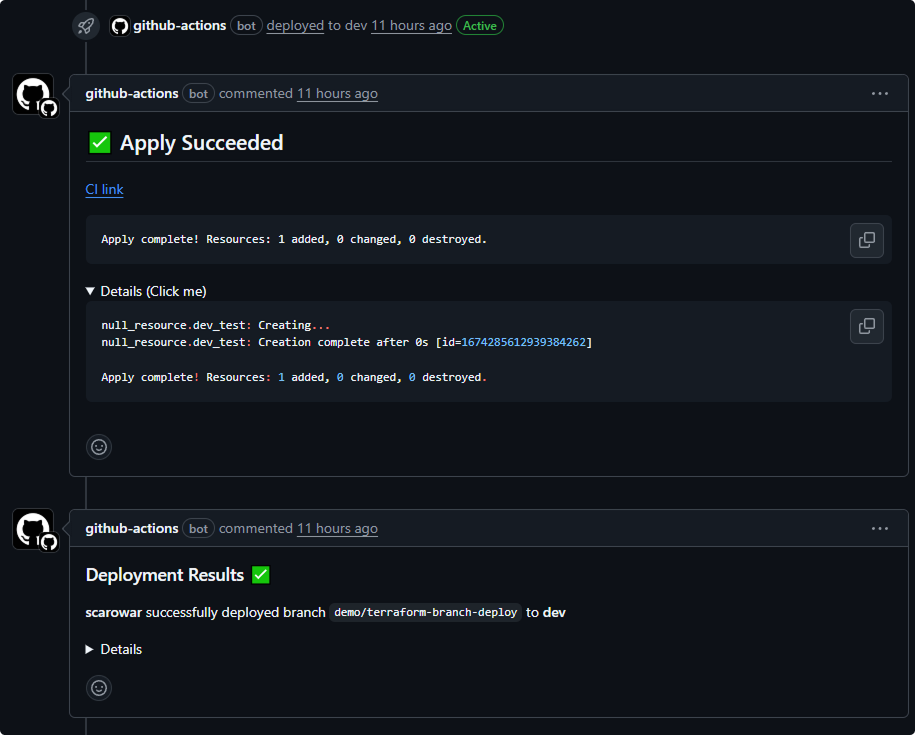 github-actions bot deployed to dev 11 hours ago Active
github-actions bot commented 11 hours ago
✅ Apply Succeeded
CI link
Apply complete! Resources: 1 added, 0 changed, 0 destroyed.
▼ Details (Click me)
null_resource.dev_test: Creating...
null_resource.dev_test: Creation complete after 0s [id=1674285612939384262]
Apply complete! Resources: 1 added, 0 changed, 0 destroyed.
github-actions bot commented 11 hours ago
Deployment Results ✅
scarowar successfully deployed branch demo/terraform-branch-deploy to dev
▶ Details